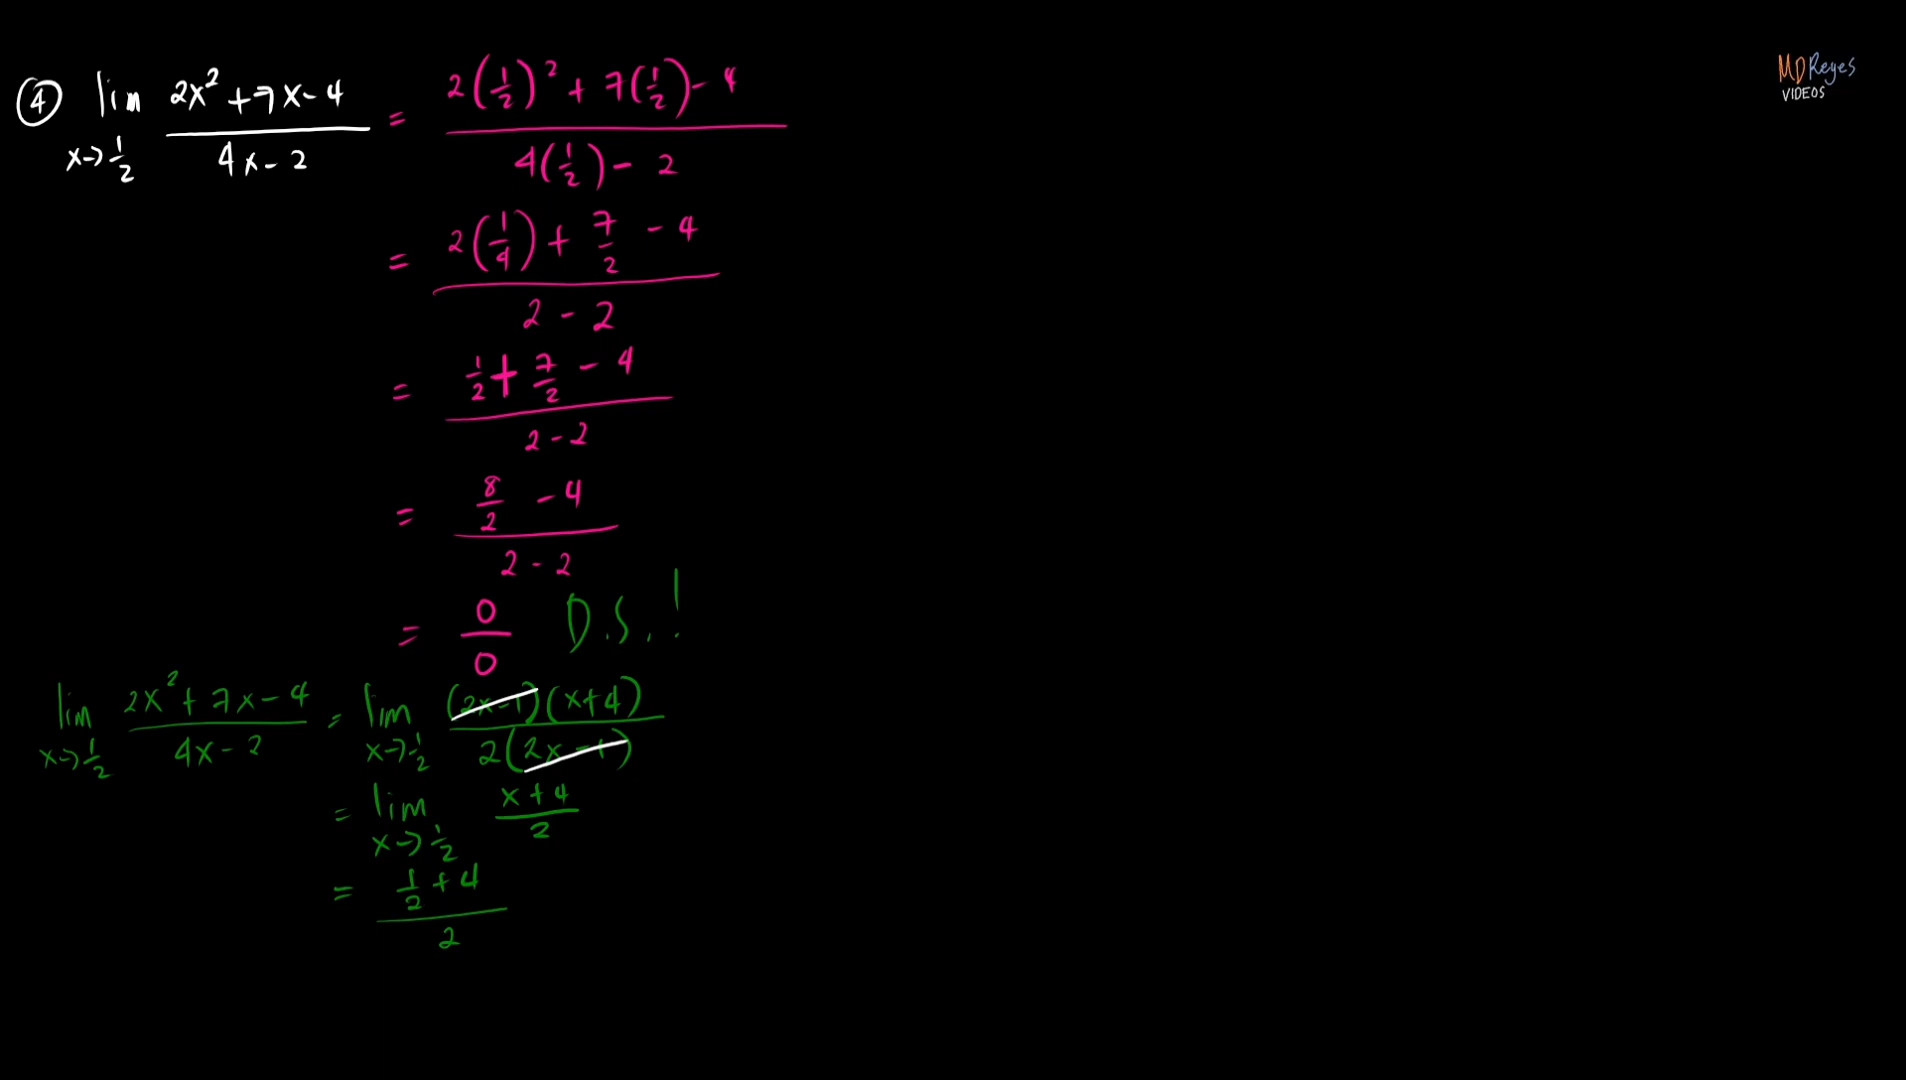 ④ lim x→1/2 (2x² + 7x - 4)/(4x - 2) = (2(1/2)² + 7(1/2) - 4)/(4(1/2) - 2)
= (2(1/4) + 7/2 - 4)/(2 - 2)
= (1/2 + 7/2 - 4)/(2 - 2)
= (8/2 - 4)/(2 - 2)
= 0/0 D.S.!
lim x→1/2 (2x² + 7x - 4)/(4x - 2) = lim x→1/2 ((2x-1)(x+4))/(2(2x-1))
= lim x→1/2 (x+4)/2
= (1/2 + 4)/2
MD Reyes
VIDEOS